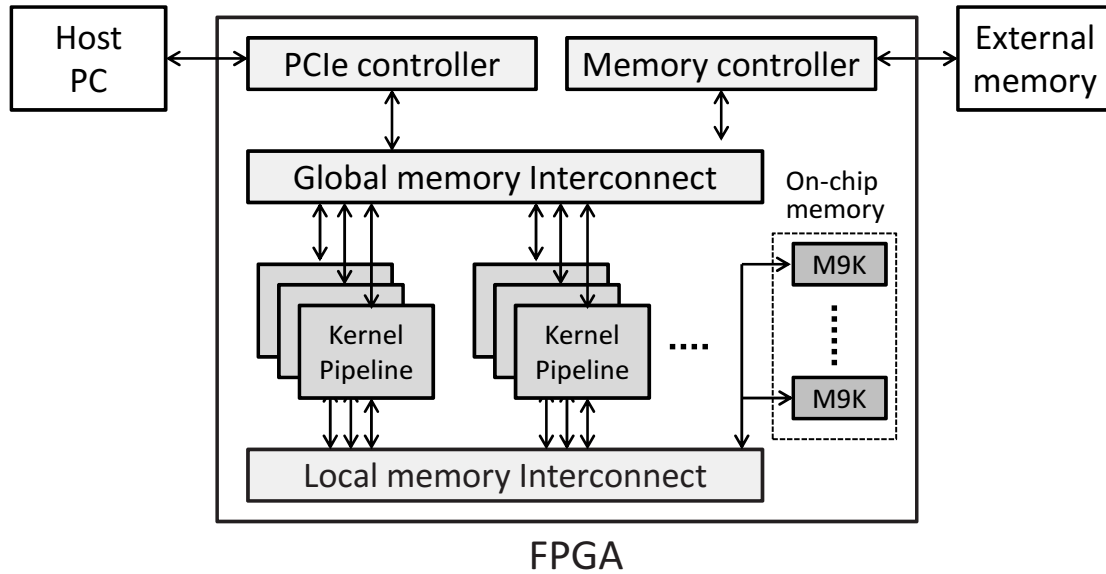 Host
PC
PCIe controller
Memory controller
External
memory
Global memory Interconnect
On-chip
memory
M9K
Kernel
Pipeline
Kernel
Pipeline
M9K
Local memory Interconnect
FPGA